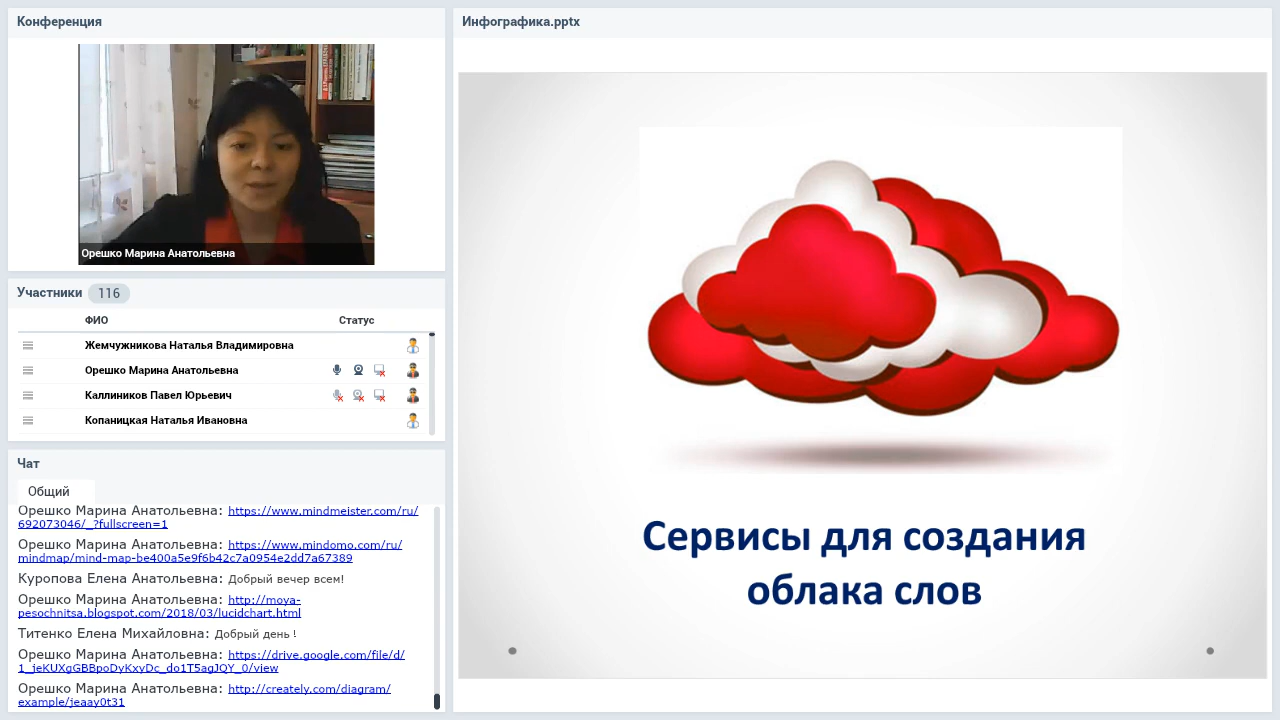 Конференция
Орешко Марина Анатольевна
Участники 116
ФИО Статус
Жемчужникова Наталья Владимировна
Орешко Марина Анатольевна
Каллиников Павел Юрьевич
Копаницкая Наталья Ивановна
Чат
Общий
Орешко Марина Анатольевна: https://www.mindmeister.com/ru/
692073046/_?fullscreen=1
Орешко Марина Анатольевна: https://www.mindomo.com/ru/
mindmap/mind-map-be400a5e9f6b42c7a0954e2dd7a67389
Куропова Елена Анатольевна: Добрый вечер всем!
Орешко Марина Анатольевна: http://moya-
pesochnitsa.blogspot.com/2018/03/lucidchart.html
Титенко Елена Михайловна: Добрый день !
Орешко Марина Анатольевна: https://drive.google.com/file/d/
1_jeKUXgGBBpoDyKxyDc_do1T5agJQY_0/view
Орешко Марина Анатольевна: http://creately.com/diagram/
example/jeaay0t31
Инфографика.pptx
Сервисы для создания
облака слов